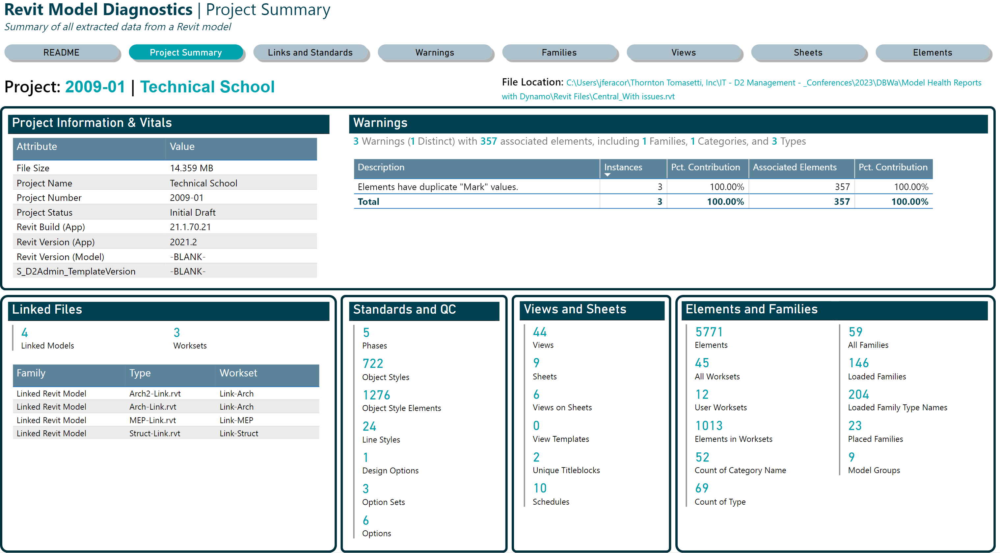 Revit Model Diagnostics | Project Summary
Summary of all extracted data from a Revit model
README Project Summary Links and Standards Warnings Families Views Sheets Elements
Project: 2009-01 | Technical School
File Location: C:\Users\jferacor\Thornton Tomasetti, Inc\IT - D2 Management - _Conferences\2023\DBWa\Model Health Reports
with Dynamo\Revit Files\Central_With issues.rvt
Project Information & Vitals
Attribute Value
File Size 14.359 MB
Project Name Technical School
Project Number 2009-01
Project Status Initial Draft
Revit Build (App) 21.1.70.21
Revit Version (App) 2021.2
Revit Version (Model) -BLANK-
S_D2Admin_TemplateVersion -BLANK-
Warnings
3 Warnings (1 Distinct) with 357 associated elements, including 1 Families, 1 Categories, and 3 Types
Description Instances Pct. Contribution Associated Elements Pct. Contribution
Elements have duplicate "Mark" values. 3 100.00% 357 100.00%
Total 3 100.00% 357 100.00%
Linked Files
4 3
Linked Models Worksets
Family Type Workset
Linked Revit Model Arch2-Link.rvt Link-Arch
Linked Revit Model Arch-Link.rvt Link-Arch
Linked Revit Model MEP-Link.rvt Link-MEP
Linked Revit Model Struct-Link.rvt Link-Struct
Standards and QC
5
Phases
722
Object Styles
1276
Object Style Elements
24
Line Styles
1
Design Options
3
Option Sets
6
Options
Views and Sheets
44
Views
9
Sheets
6
Views on Sheets
0
View Templates
2
Unique Titleblocks
10
Schedules
Elements and Families
5771
Elements
45
All Worksets
12
User Worksets
1013
Elements in Worksets
52
Count of Category Name
69
Count of Type
59
All Families
146
Loaded Families
204
Loaded Family Type Names
23
Placed Families
9
Model Groups